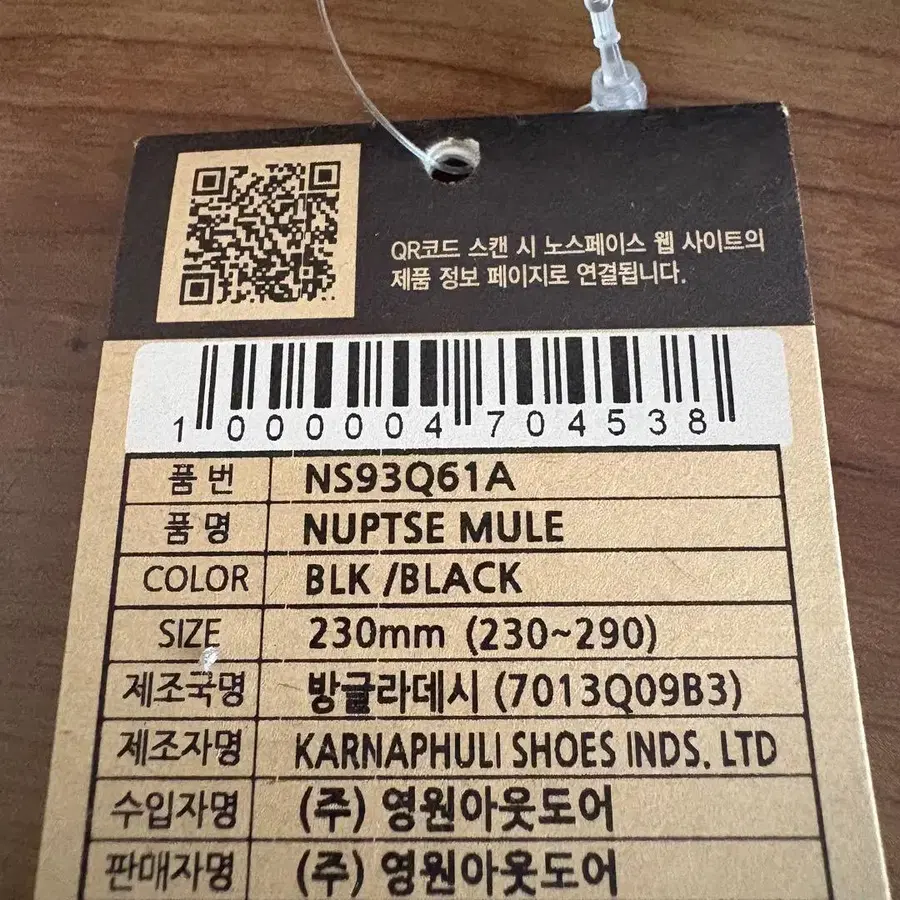 QR코드 스캔 시 노스페이스 웹 사이트의
제품 정보 페이지로 연결됩니다.
1 000004 704538
품 번 NS93Q61A
품 명 NUPTSE MULE
COLOR BLK /BLACK
SIZE 230mm (230~290)
제조국명 방글라데시 (7013Q09B3)
제조자명 KARNAPHULI SHOES INDS. LTD
수입자명 (주) 영원아웃도어
판매자명 (주) 영원아웃도어